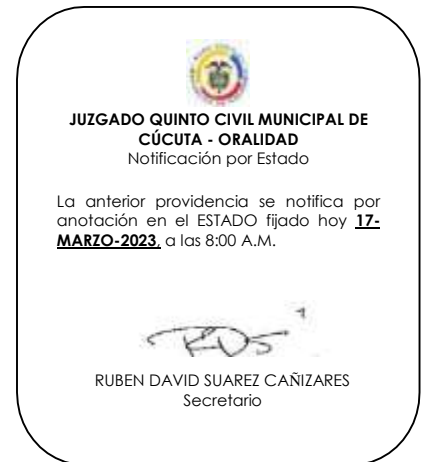 JUZGADO QUINTO CIVIL MUNICIPAL DE
CÚCUTA - ORALIDAD
Notificación por Estado
La anterior providencia se notifica por
anotación en el ESTADO fijado hoy 17-
MARZO-2023, a las 8:00 A.M.
RUBEN DAVID SUAREZ CAÑIZARES
Secretario